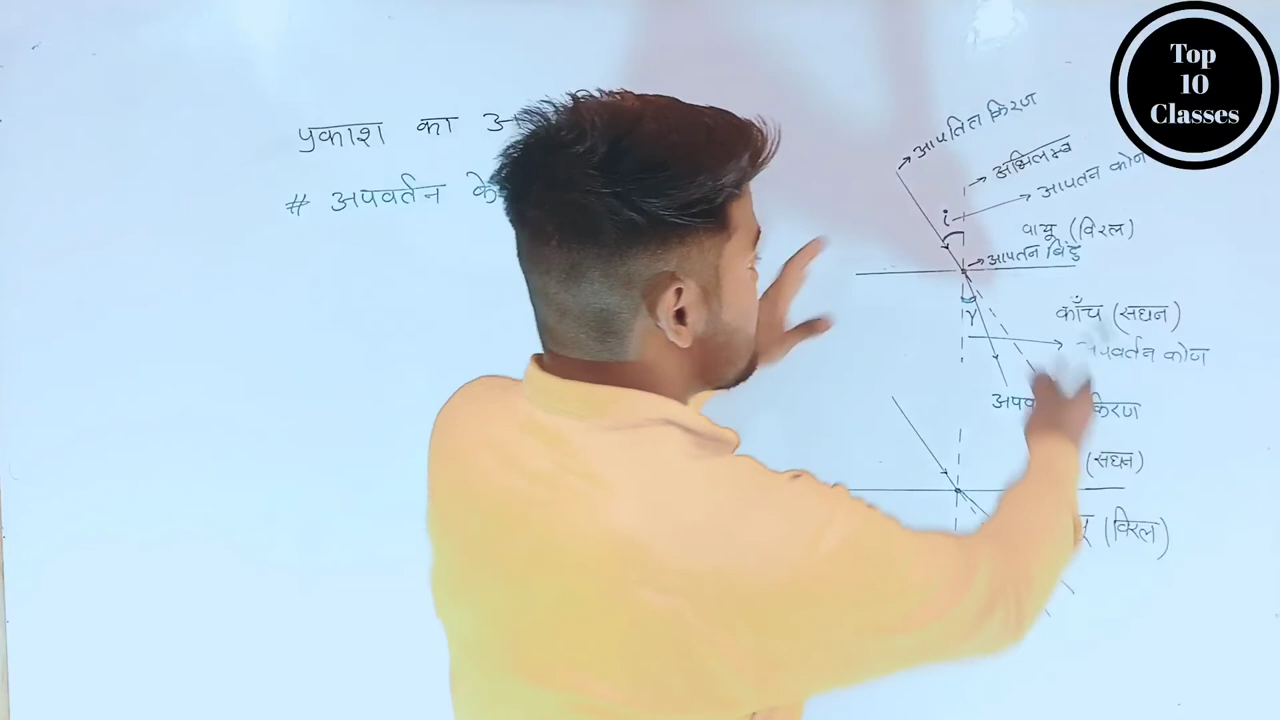 प्रकाश का
# अपवर्तन के
Top
10
Classes
आपतित किरण
अभिलम्ब
आपतन कोण
i
वायु (विरल)
आपतन बिंदु
काँच (सघन)
r
अपवर्तन कोण
किरण
(सघन)
(विरल)